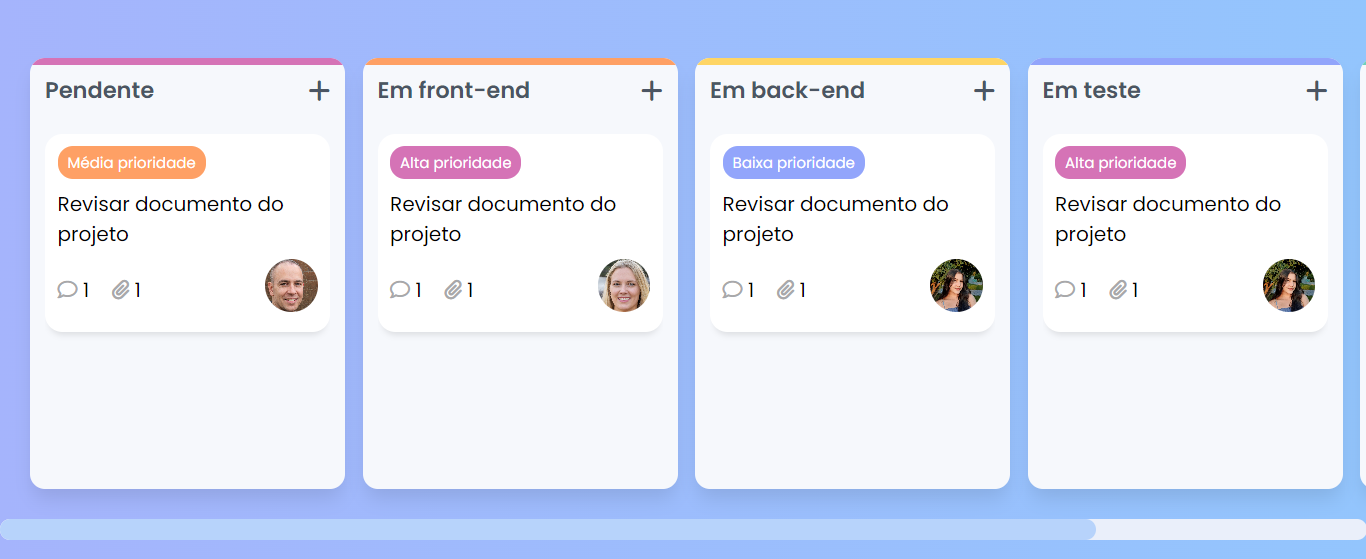 Pendente
Média prioridade
Revisar documento do
projeto
1 1
Em front-end
Alta prioridade
Revisar documento do
projeto
1 1
Em back-end
Baixa prioridade
Revisar documento do
projeto
1 1
Em teste
Alta prioridade
Revisar documento do
projeto
1 1